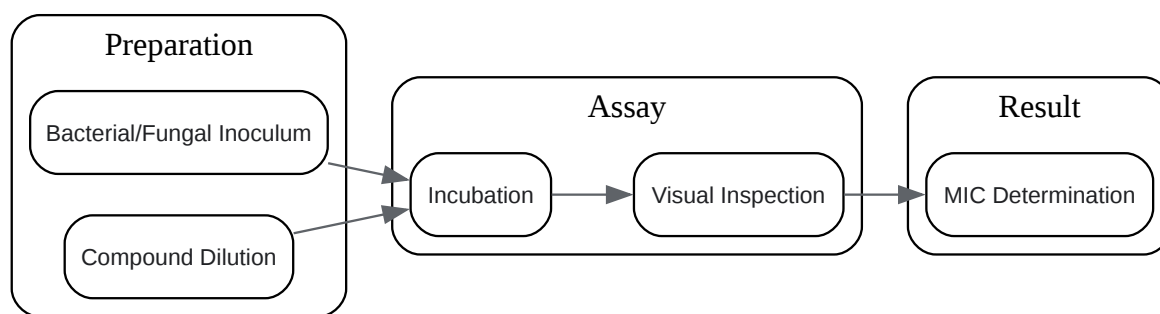 Preparation
Bacterial/Fungal Inoculum
Compound Dilution
Assay
Incubation
Visual Inspection
Result
MIC Determination